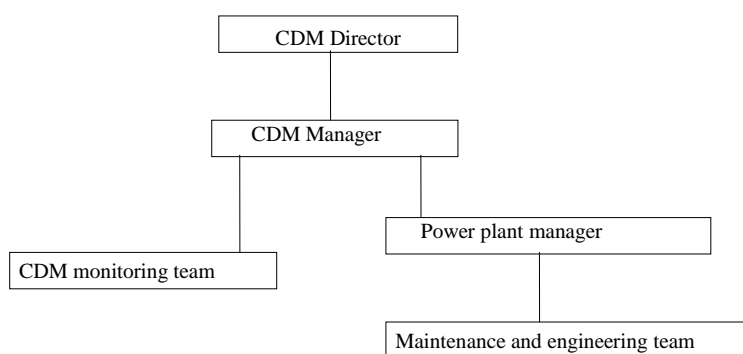 CDM Director
CDM Manager
Power plant manager
CDM monitoring team
Maintenance and engineering team